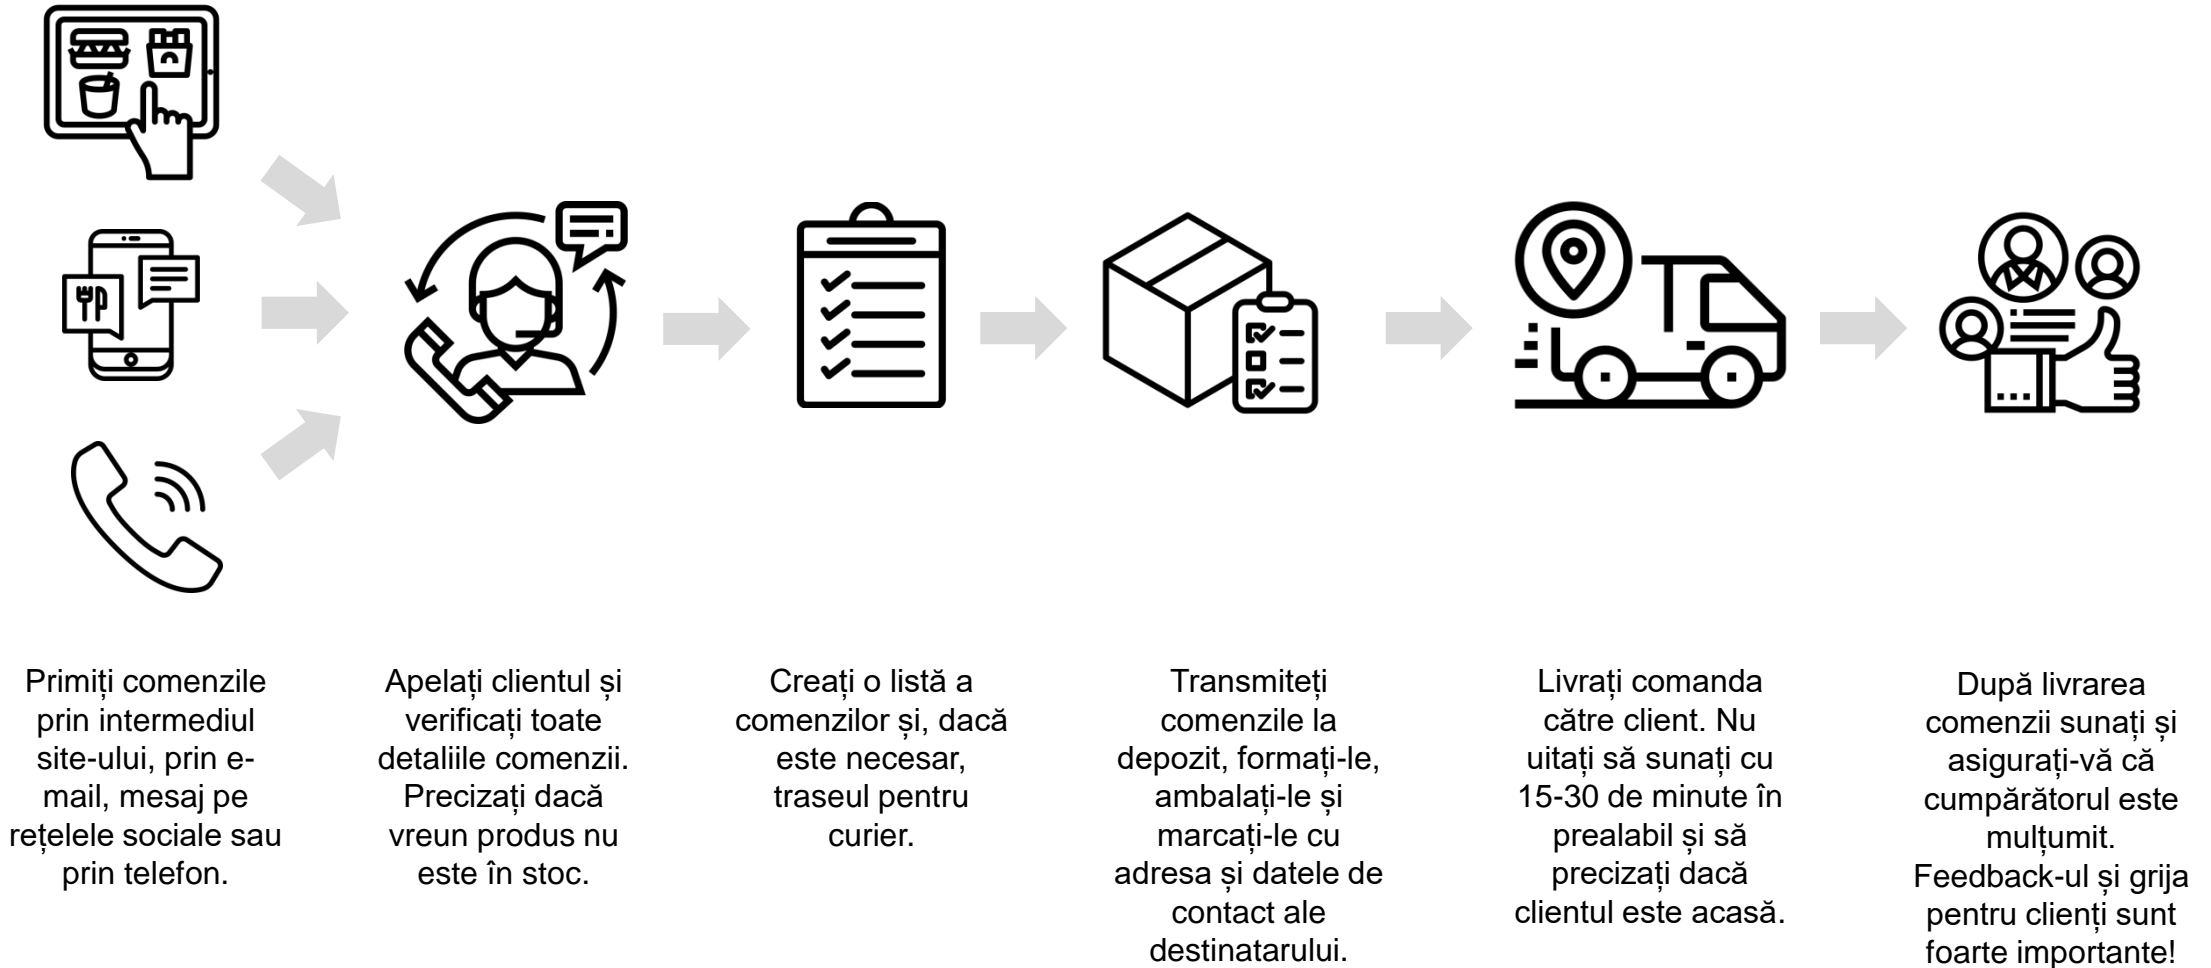 Primiți comenzile
prin intermediul
site-ului, prin e-
mail, mesaj pe
rețelele sociale sau
prin telefon.
Apelați clientul și
verificați toate
detaliile comenzii.
Precizați dacă
vreun produs nu
este în stoc.
Creați o listă a
comenzilor și, dacă
este necesar,
traseul pentru
curier.
Transmiteți
comenzile la
depozit, formați-le,
ambalați-le și
marcați-le cu
adresa și datele de
contact ale
destinatarului.
Livrați comanda
către client. Nu
uitați să sunați cu
15-30 de minute în
prealabil și să
precizați dacă
clientul este acasă.
După livrarea
comenzii sunați și
asigurați-vă că
cumpărătorul este
mulțumit.
Feedback-ul și grija
pentru clienți sunt
foarte importante!